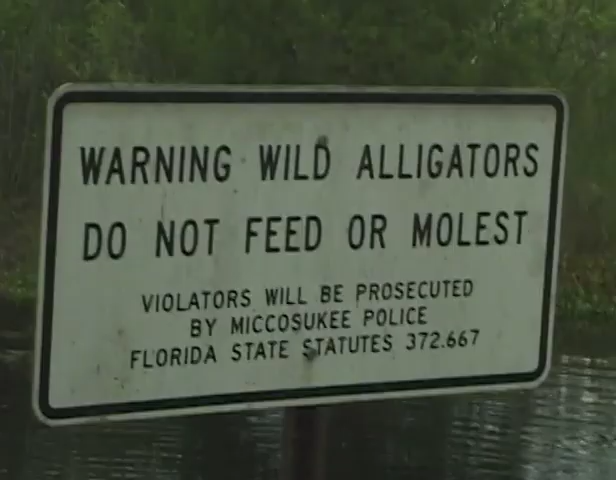 WARNING WILD ALLIGATORS
DO NOT FEED OR MOLEST
VIOLATORS WILL BE PROSECUTED
BY MICCOSUKEE POLICE
FLORIDA STATE STATUTES 372.667